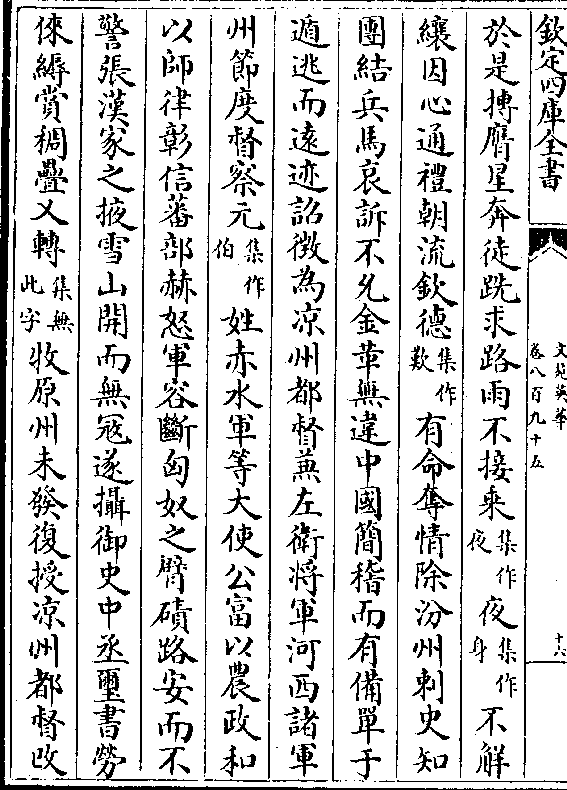 欽定四庫全書
文苑英華
卷八百九十五
十六
於是搏膺星奔徒跣求路雨不接乘集作夜夜集作身不解
縗因心通禮朝流欽德集作歎有命奪情除汾州刺史知
團結兵馬哀訴不允金革無違中國簡稽而有備單于
遁逃而遠迹詔徵為凉州都督兼左衛將軍河西諸軍
州節度督察元集作伯姓赤水軍等大使公富以農政和
以師律彰信蕃部赫怒軍容斷匈奴之臂磧路安而不
警張漢家之掖雪山開而無寇遂攝御史中丞璽書勞
倈縟賞稠疊又轉集無此字牧原州未發復授凉州都督改